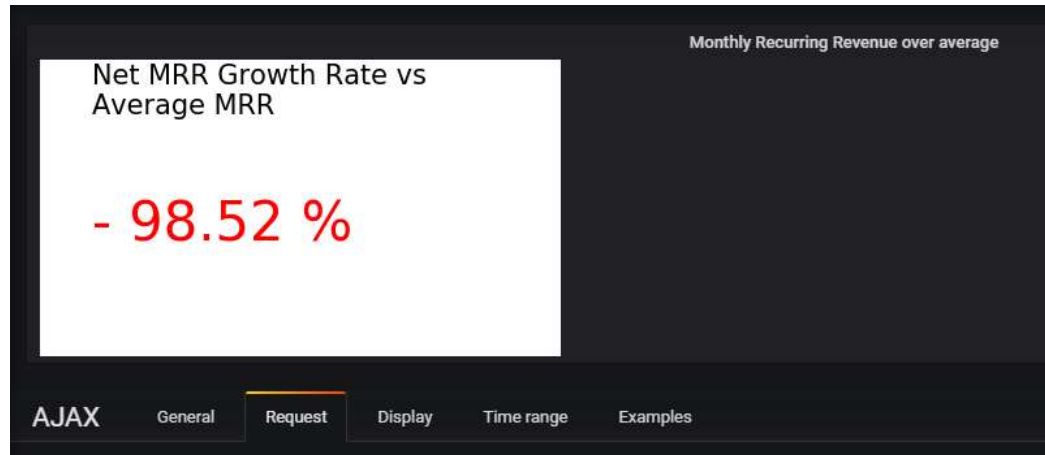 Monthly Recurring Revenue over average
Net MRR Growth Rate vs
Average MRR
- 98.52 %
AJAX General Request Display Time range Examples